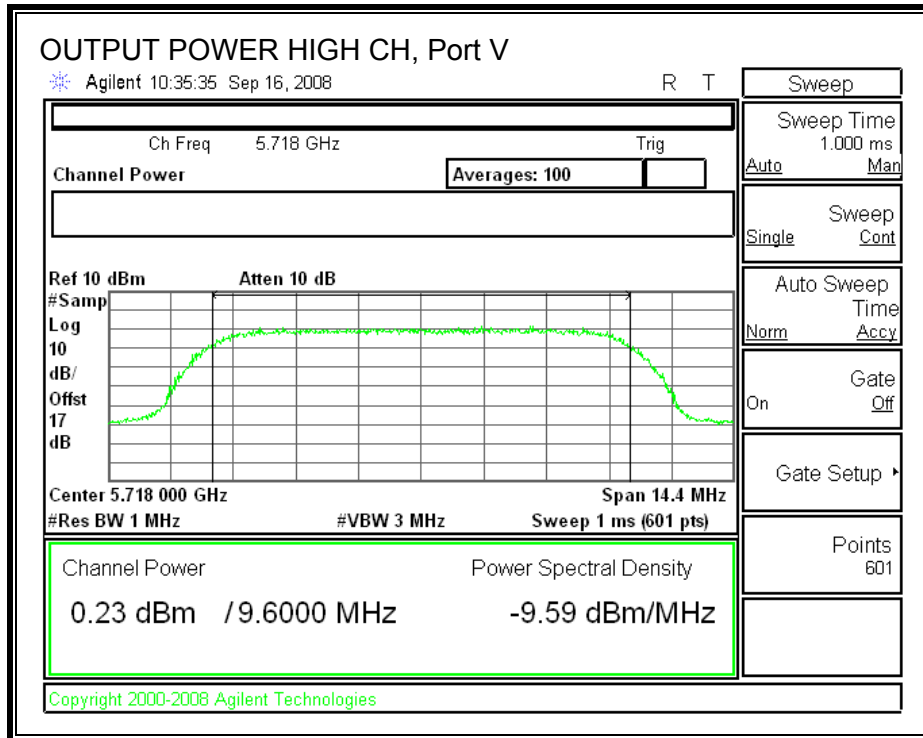 OUTPUT POWER HIGH CH, Port V
Agilent 10:35:35 Sep 16, 2008 R T
Ch Freq 5.718 GHz Trig
Channel Power Averages: 100
Ref 10 dBm Atten 10 dB
#Samp
Log
10
dB/
Offst
17
dB
Center 5.718 000 GHz Span 14.4 MHz
#Res BW 1 MHz #VBW 3 MHz Sweep 1 ms (601 pts)
Channel Power Power Spectral Density
0.23 dBm / 9.6000 MHz -9.59 dBm/MHz
Copyright 2000-2008 Agilent Technologies
Sweep
Sweep Time
1.000 ms
Auto Man
Sweep
Single Cont
Auto Sweep
Time
Norm Accy
Gate
On Off
Gate Setup
Points
601